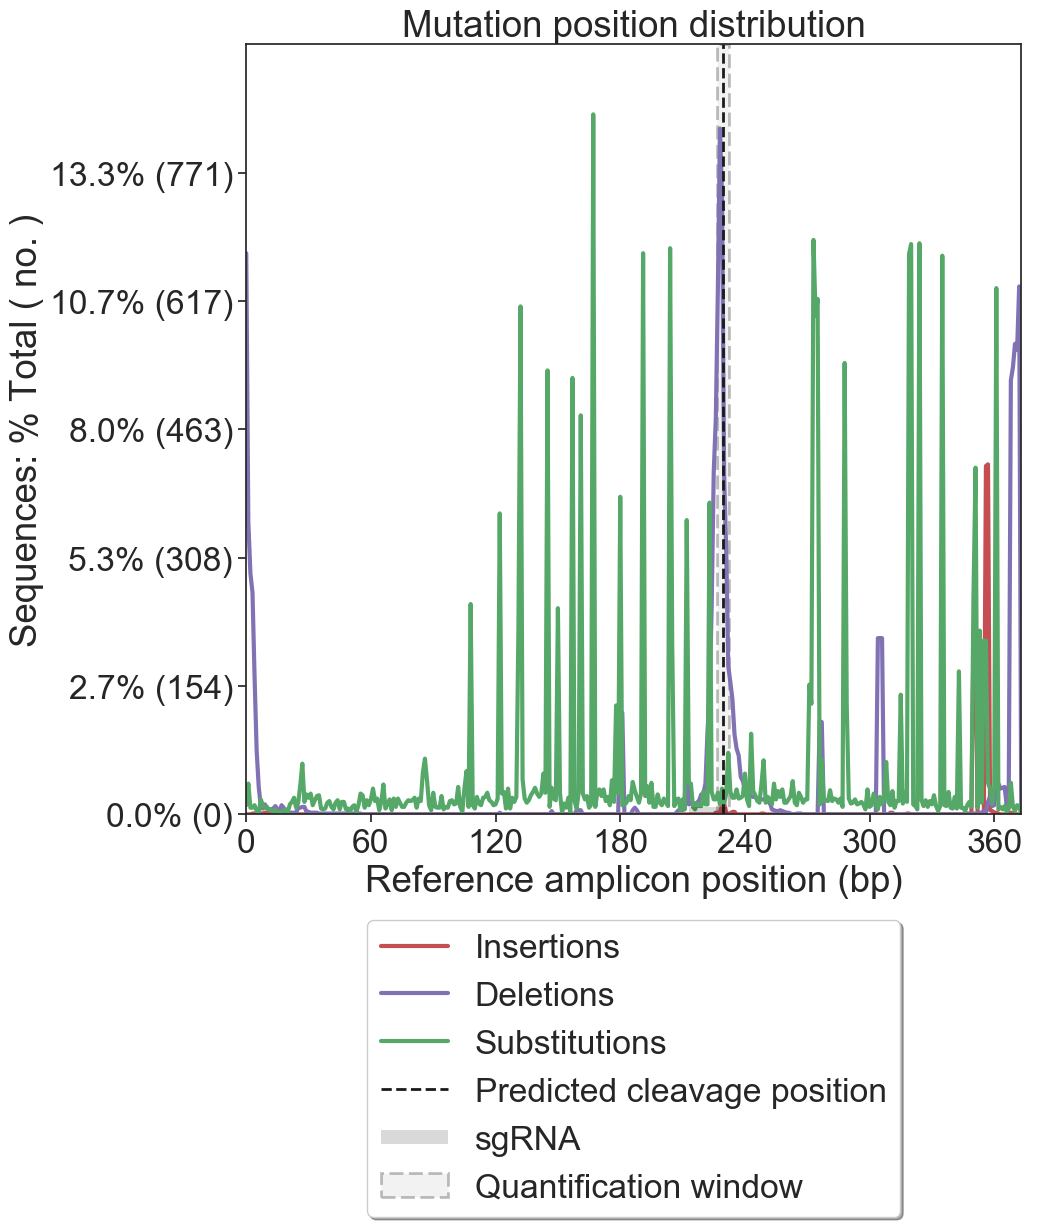 Mutation position distribution
Sequences: % Total ( no. )
13.3% (771)
10.7% (617)
8.0% (463)
5.3% (308)
2.7% (154)
0.0% (0)
0 60 120 180 240 300 360
Reference amplicon position (bp)
Insertions
Deletions
Substitutions
Predicted cleavage position
sgRNA
Quantification window